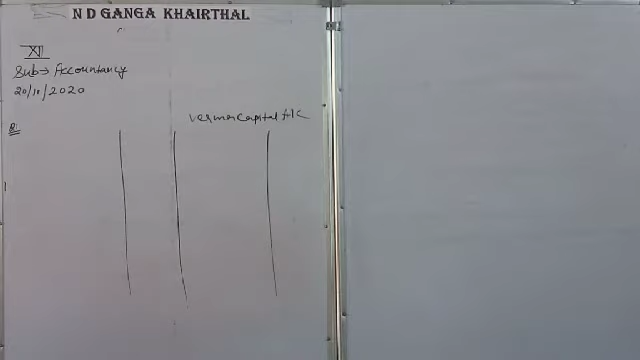 N D GANGA KHAIRTHAL
XII
Sub→ Accountancy
20/10/2020
Verma Capital A/C
Q: